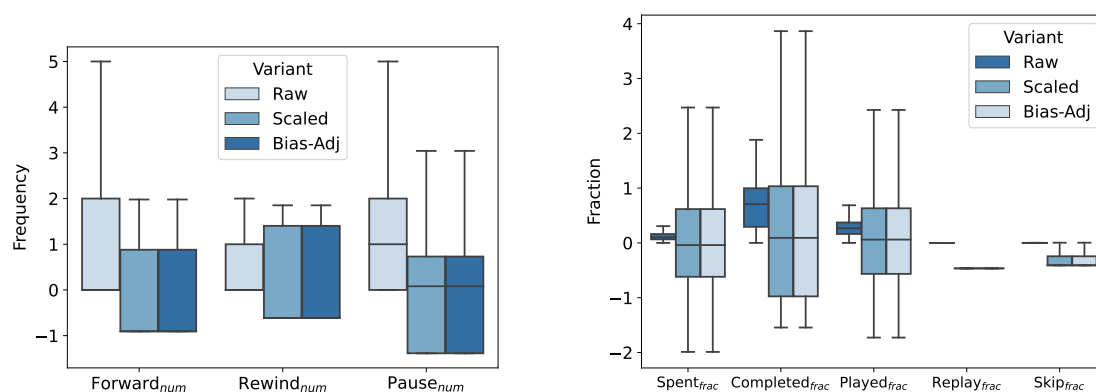 Variant
Raw
Scaled
Bias-Adj
Frequency
5
4
3
2
1
0
−1
Forward_num
Rewind_num
Pause_num
Variant
Raw
Scaled
Bias-Adj
Fraction
4
3
2
1
0
−1
−2
Spent_frac
Completed_frac
Played_frac
Replay_frac
Skip_frac